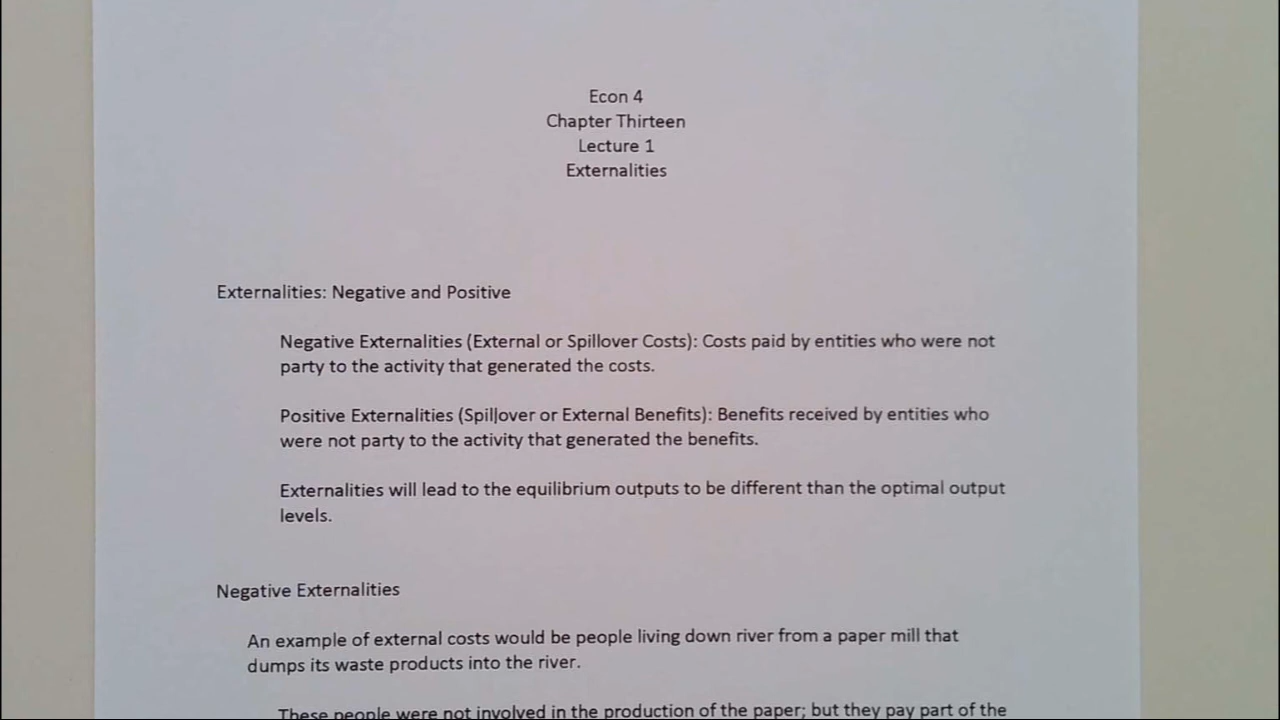 Econ 4
Chapter Thirteen
Lecture 1
Externalities
Externalities: Negative and Positive
Negative Externalities (External or Spillover Costs): Costs paid by entities who were not
party to the activity that generated the costs.
Positive Externalities (Spillover or External Benefits): Benefits received by entities who
were not party to the activity that generated the benefits.
Externalities will lead to the equilibrium outputs to be different than the optimal output
levels.
Negative Externalities
An example of external costs would be people living down river from a paper mill that
dumps its waste products into the river.
These people were not involved in the production of the paper; but they pay part of the